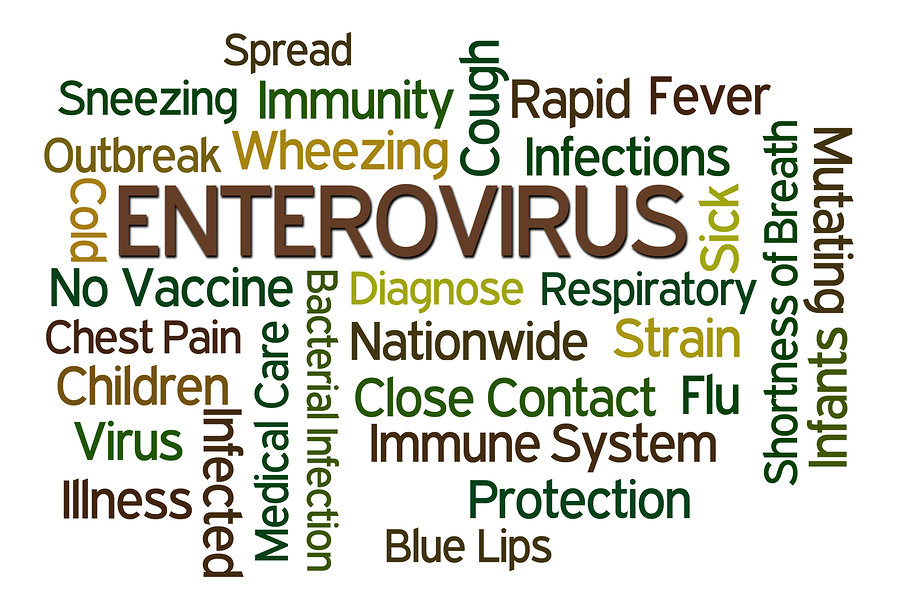 Spread
Cough
Sneezing
Immunity
Rapid
Fever
Outbreak
Wheezing
Infections
Shortness of Breath
Mutating
Cold
ENTEROVIRUS
Sick
No Vaccine
Bacterial Infection
Diagnose
Respiratory
Chest Pain
Medical Care
Nationwide
Strain
Infants
Children
Close Contact
Flu
Virus
Infected
Immune System
Illness
Protection
Blue Lips